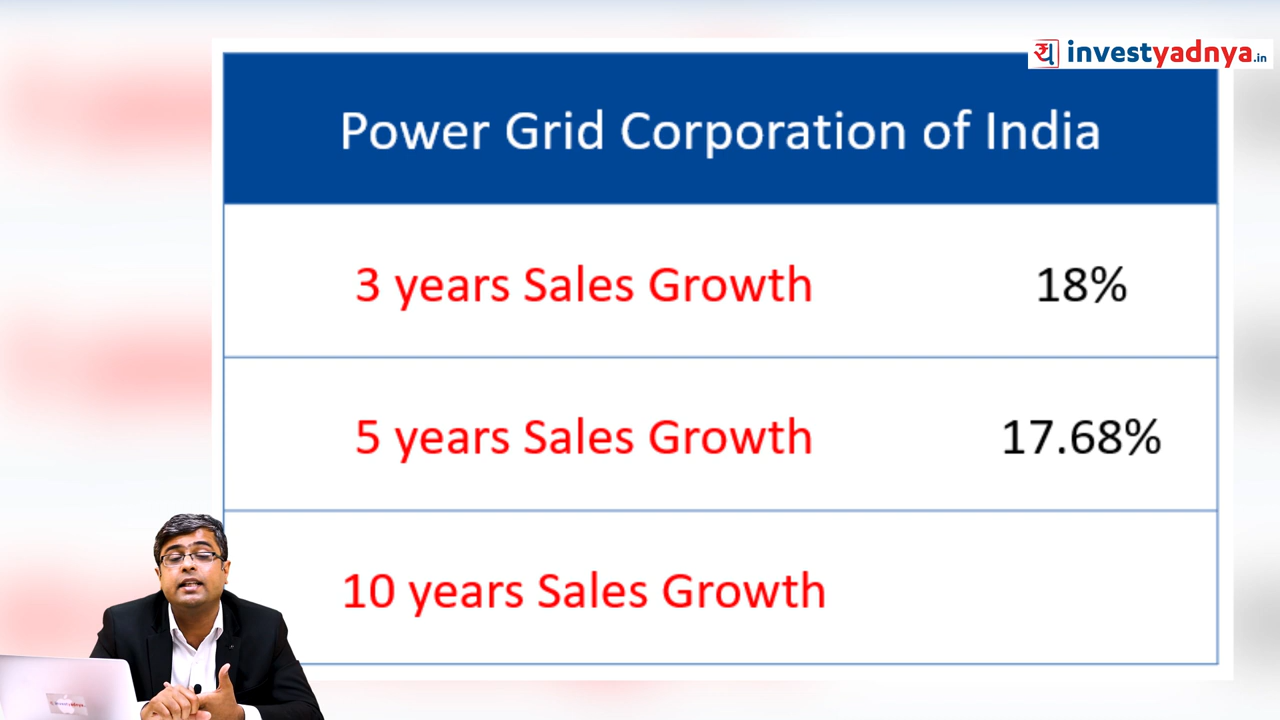 investyadnya.in
Power Grid Corporation of India
3 years Sales Growth 18%
5 years Sales Growth 17.68%
10 years Sales Growth